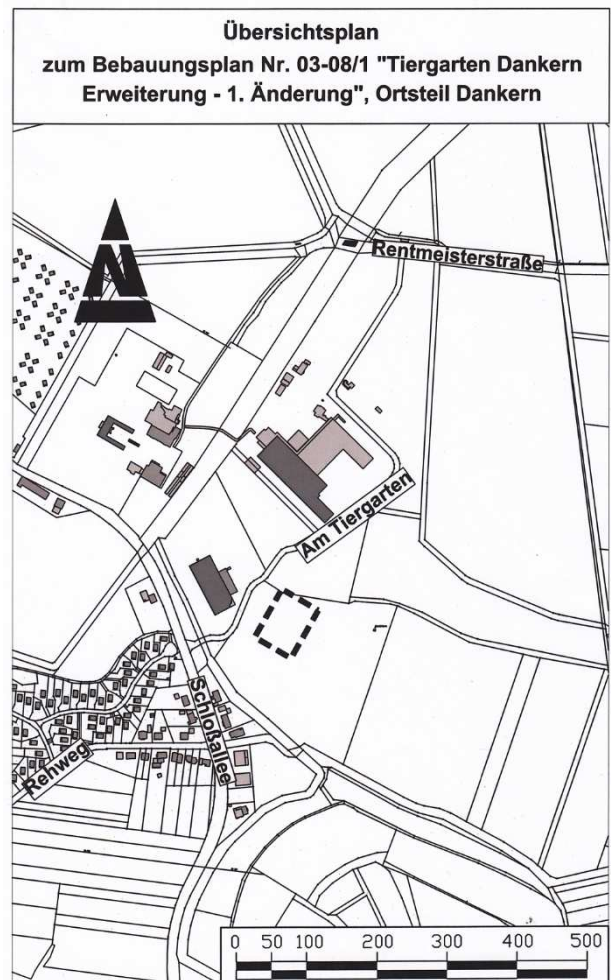 Übersichtsplan
zum Bebauungsplan Nr. 03-08/1 "Tiergarten Dankern
Erweiterung - 1. Änderung", Ortsteil Dankern
N
Rentmeisterstraße
Am Tiergarten
Schloßallee
Rehweg
0 50 100 200 300 400 500